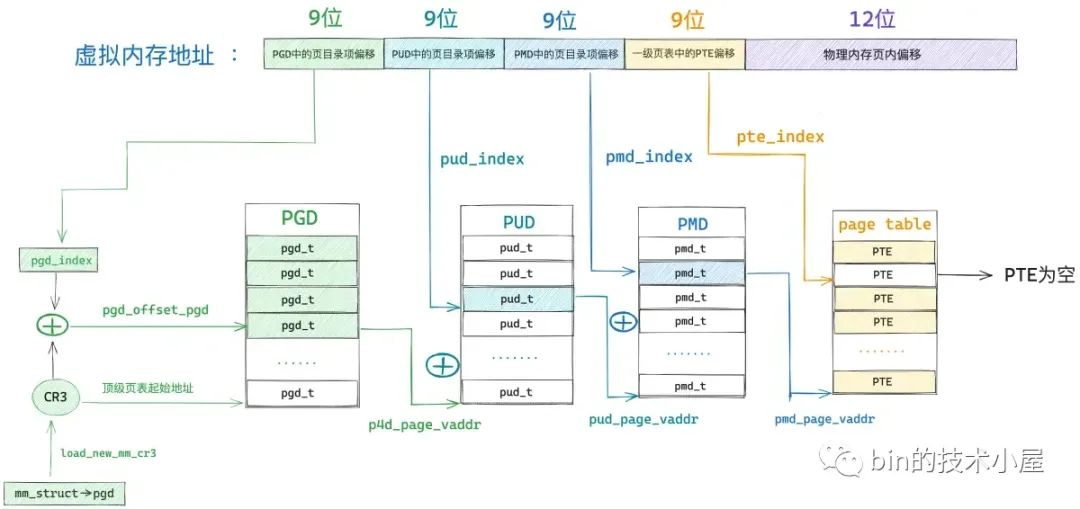 9位
9位
9位
9位
12位
虚拟内存地址 :
PGD中的页目录项偏移
PUD中的页目录项偏移
PMD中的页目录项偏移
一级页表中的PTE偏移
物理内存页内偏移
pud_index
pmd_index
pte_index
PGD
PUD
PMD
page table
pgd_index
pgd_t
pgd_t
pgd_t
pgd_t
......
pgd_t
pud_t
pud_t
pud_t
pud_t
......
pud_t
pmd_t
pmd_t
pmd_t
pmd_t
......
pmd_t
PTE
PTE
PTE
PTE
.......
PTE
PTE为空
pgd_offset_pgd
CR3
顶级页表起始地址
p4d_page_vaddr
pud_page_vaddr
pmd_page_vaddr
load_new_mm_cr3
mm_struct→pgd
bin的技术小屋